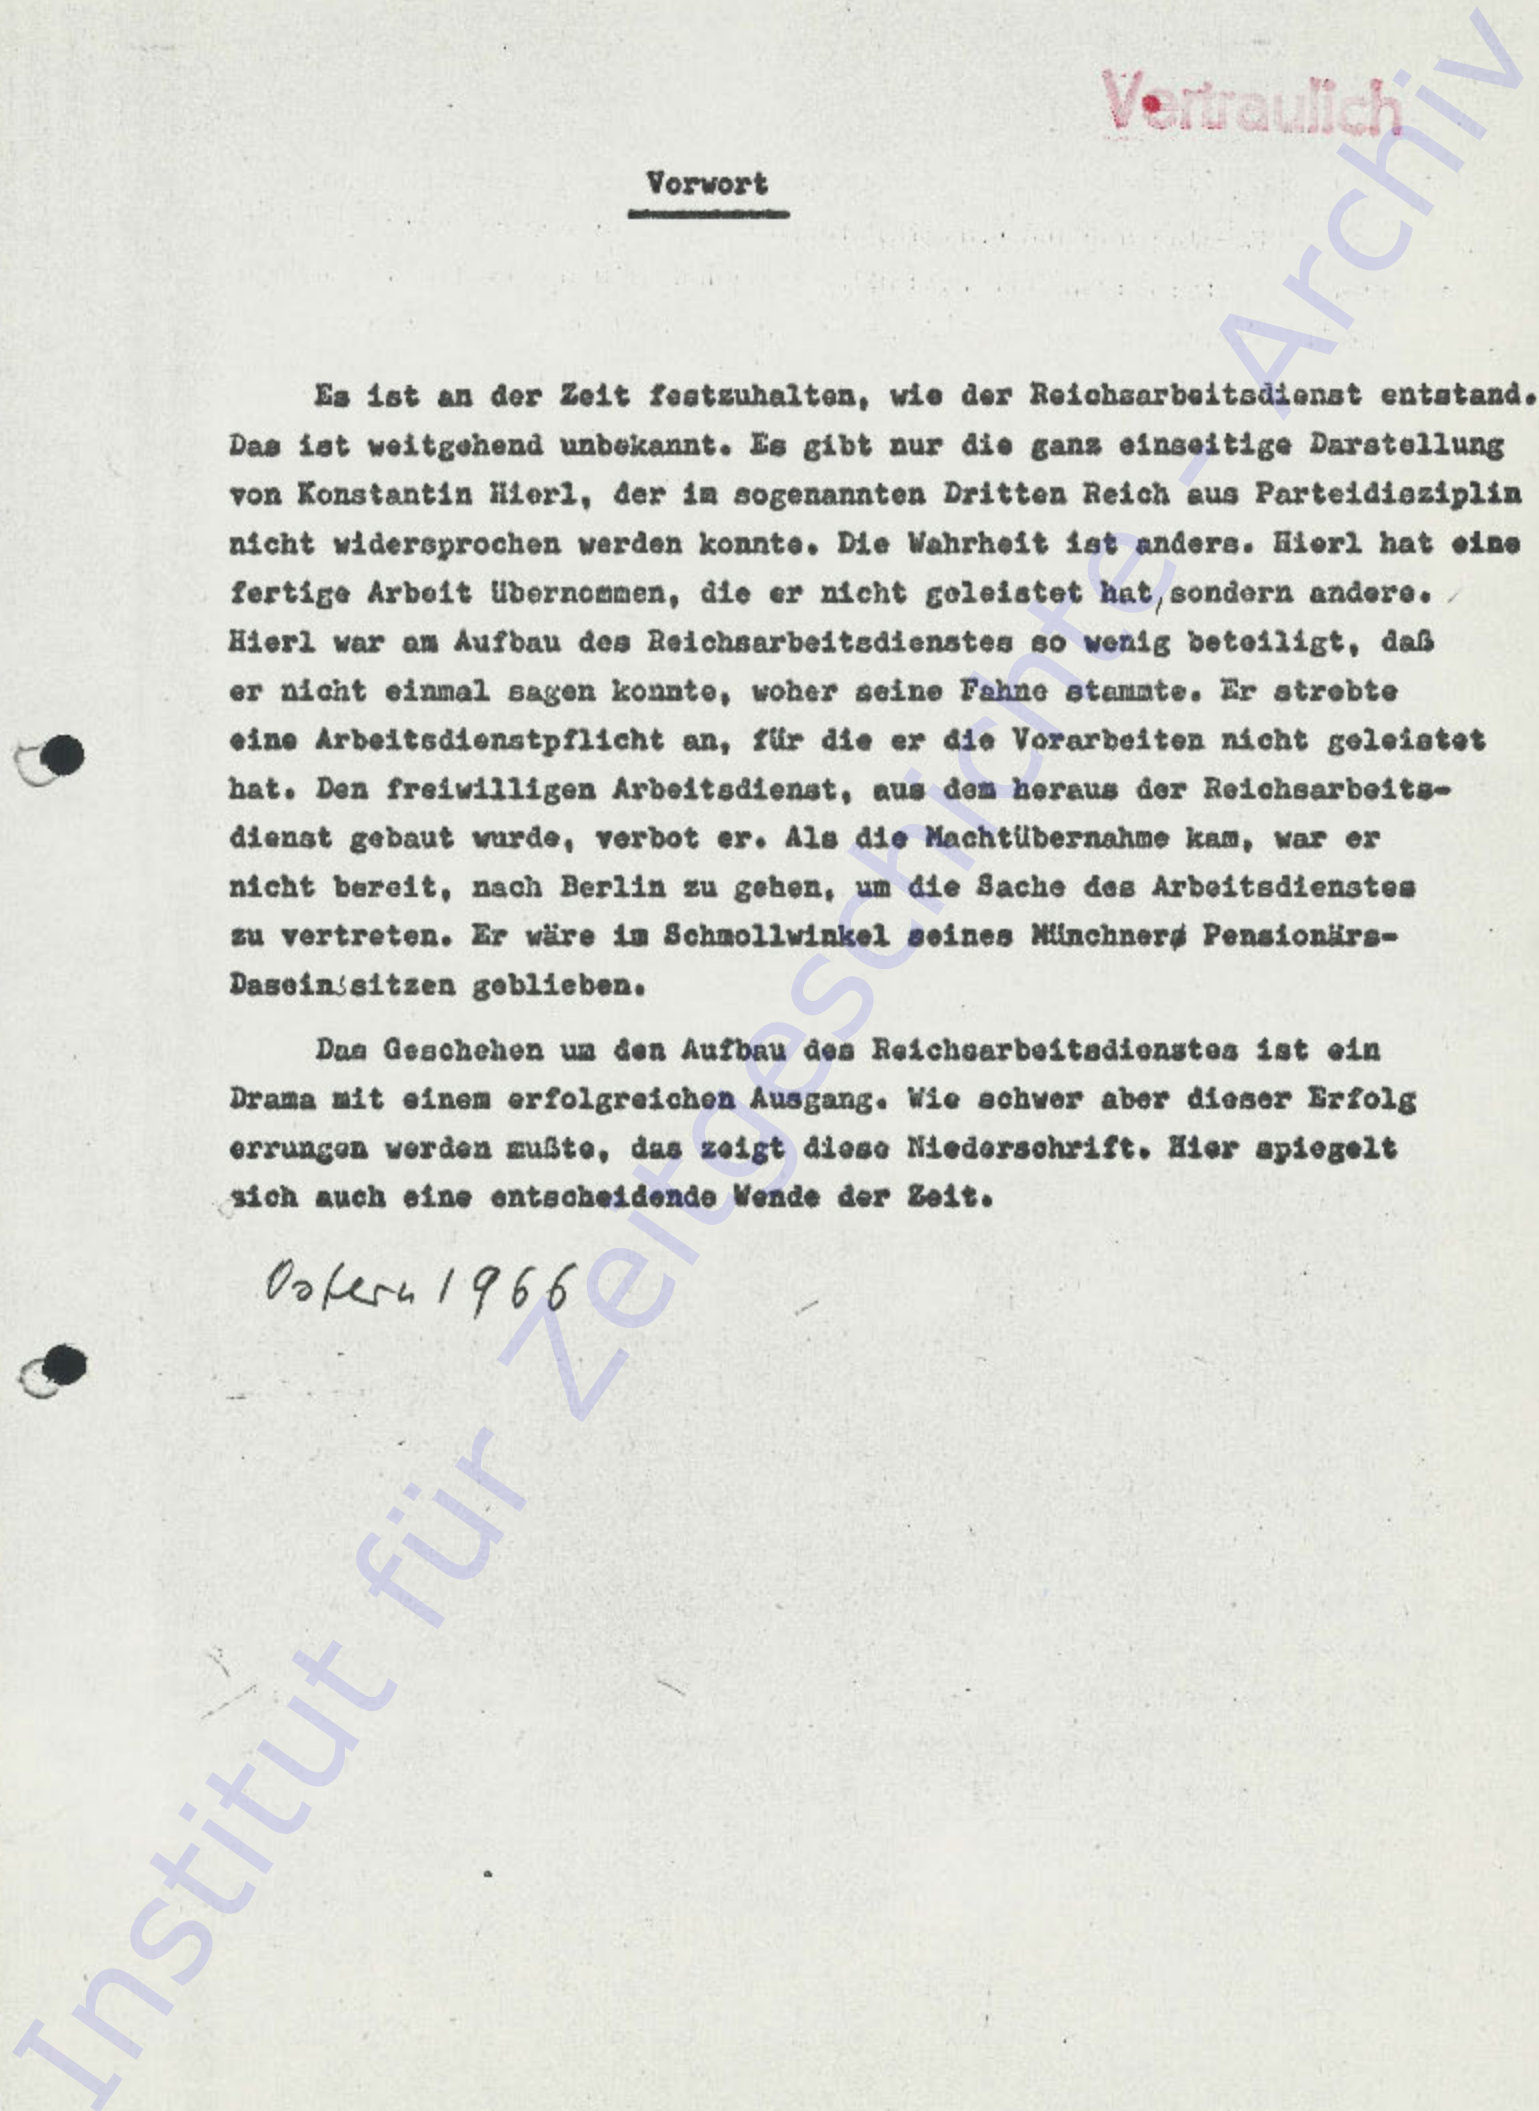 Vertraulich
Vorwort
Es ist an der Zeit festzuhalten, wie der Reichsarbeitsdienst entstand.
Das ist weitgehend unbekannt. Es gibt nur die ganz einseitige Darstellung
von Konstantin Hierl, der im sogenannten Dritten Reich aus Parteidisziplin
nicht widersprochen werden konnte. Die Wahrheit ist anders. Hierl hat eine
fertige Arbeit übernommen, die er nicht geleistet hat, sondern andere.
Hierl war am Aufbau des Reichsarbeitsdienstes so wenig beteiligt, daß
er nicht einmal sagen konnte, woher seine Fahne stammte. Er strebte
eine Arbeitsdienstpflicht an, für die er die Vorarbeiten nicht geleistet
hat. Den freiwilligen Arbeitsdienst, aus dem heraus der Reichsarbeits-
dienst gebaut wurde, verbot er. Als die Machtübernahme kam, war er
nicht bereit, nach Berlin zu gehen, um die Sache des Arbeitsdienstes
zu vertreten. Er wäre im Schmollwinkel seines Münchner Pensionärs-
Daseins sitzen geblieben.
Das Geschehen um den Aufbau des Reichsarbeitsdienstes ist ein
Drama mit einem erfolgreichen Ausgang. Wie schwer aber dieser Erfolg
errungen werden mußte, das zeigt diese Niederschrift. Hier spiegelt
sich auch eine entscheidende Wende der Zeit.
Ostern 1966
Institut für Zeitgeschichte - Archiv